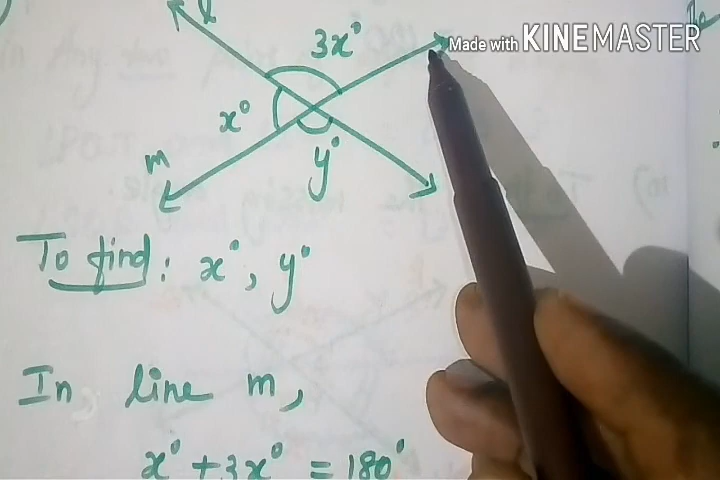 l
3x°
Made with KINEMASTER
x°
m
y°
To find: x°, y°
In line m,
x° + 3x° = 180°